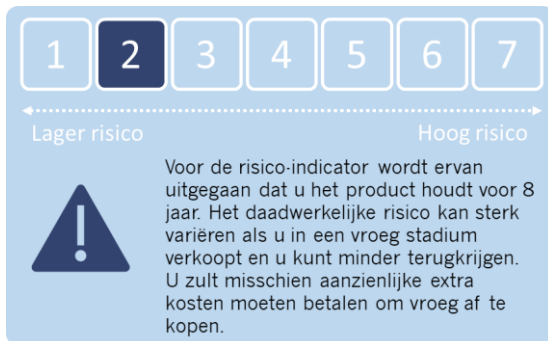 1 2 3 4 5 6 7
Lager risico Hoog risico
Voor de risico-indicator wordt ervan
uitgegaan dat u het product houdt voor 8
jaar. Het daadwerkelijke risico kan sterk
variëren als u in een vroeg stadium
verkoopt en u kunt minder terugkrijgen.
U zult misschien aanzienlijke extra
kosten moeten betalen om vroeg af te
kopen.